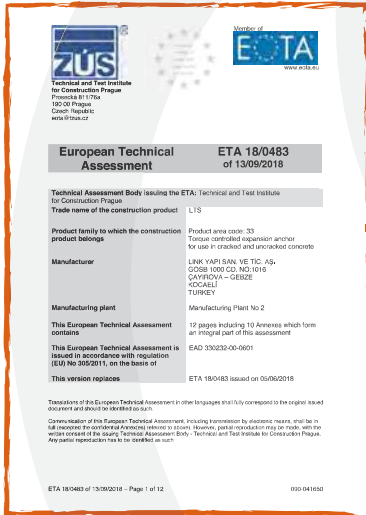 Member of
ZÚS
EOTA
www.eota.eu
Technical and Test Institute
for Construction Prague
Prosecká 811/76a
190 00 Prague
Czech Republic
eota@tzus.cz
European Technical
Assessment
ETA 18/0483
of 13/09/2018
Technical Assessment Body issuing the ETA: Technical and Test Institute
for Construction Prague
Trade name of the construction product LTS
Product family to which the construction
product belongs
Product area code: 33
Torque controlled expansion anchor
for use in cracked and uncracked concrete
Manufacturer
LINK YAPI SAN. VE TİC. AŞ.
GOSB 1000 CD. NO:1016
ÇAYIROVA – GEBZE
KOCAELİ
TURKEY
Manufacturing plant Manufacturing Plant No 2
This European Technical Assessment
contains
12 pages including 10 Annexes which form
an integral part of this assessment
This European Technical Assessment is
issued in accordance with regulation
(EU) No 305/2011, on the basis of
EAD 330232-00-0601
This version replaces ETA 18/0483 issued on 05/06/2018
Translations of this European Technical Assessment in other languages shall fully correspond to the original issued
document and should be identified as such.
Communication of this European Technical Assessment, including transmission by electronic means, shall be in
full (excepted the confidential Annex(es) referred to above). However, partial reproduction may be made, with the
written consent of the issuing Technical Assessment Body - Technical and Test Institute for Construction Prague.
Any partial reproduction has to be identified as such
ETA 18/0483 of 13/09/2018 – Page 1 of 12
090-041650